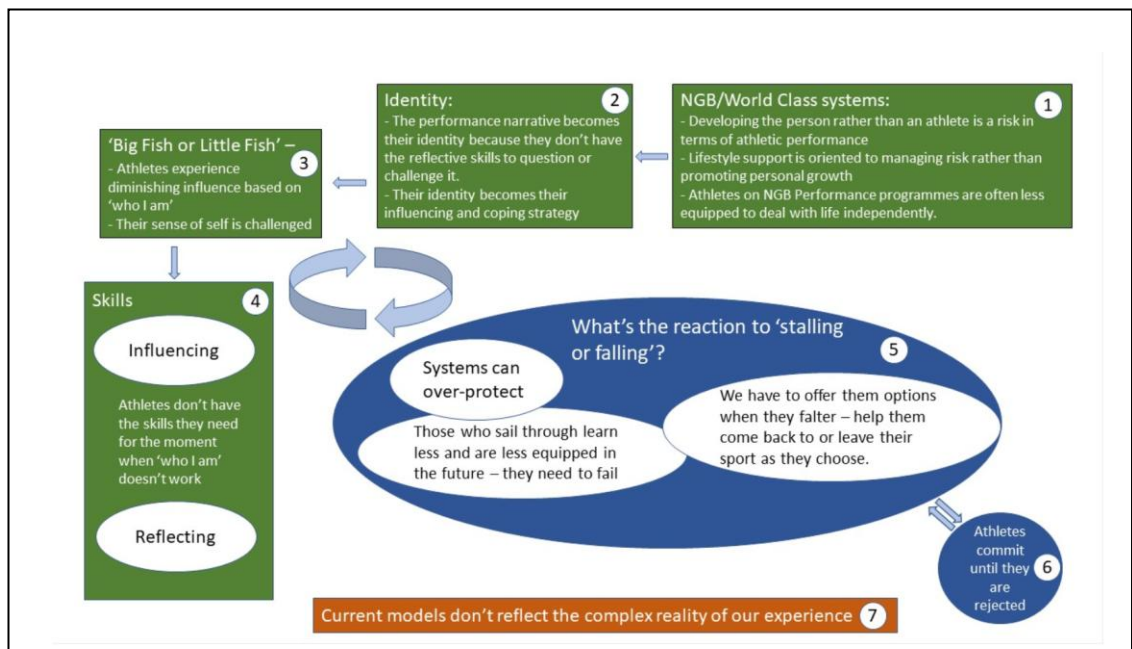 NGB/World Class systems:
1
- Developing the person rather than an athlete is a risk in
terms of athletic performance
- Lifestyle support is oriented to managing risk rather than
promoting personal growth
- Athletes on NGB Performance programmes are often less
equipped to deal with life independently.
Identity:
2
- The performance narrative becomes
their identity because they don't have
the reflective skills to question or
challenge it.
- Their identity becomes their
influencing and coping strategy
'Big Fish or Little Fish' –
3
- Athletes experience
diminishing influence based on
'who I am'
- Their sense of self is challenged
Skills
4
Influencing
Athletes don't have
the skills they need
for the moment
when 'who I am'
doesn't work
Reflecting
What's the reaction to 'stalling
or falling'?
5
Systems can
over-protect
Those who sail through learn
less and are less equipped in
the future – they need to fail
We have to offer them options
when they falter – help them
come back to or leave their
sport as they choose.
Athletes
commit
until they
are
rejected
6
Current models don't reflect the complex reality of our experience
7